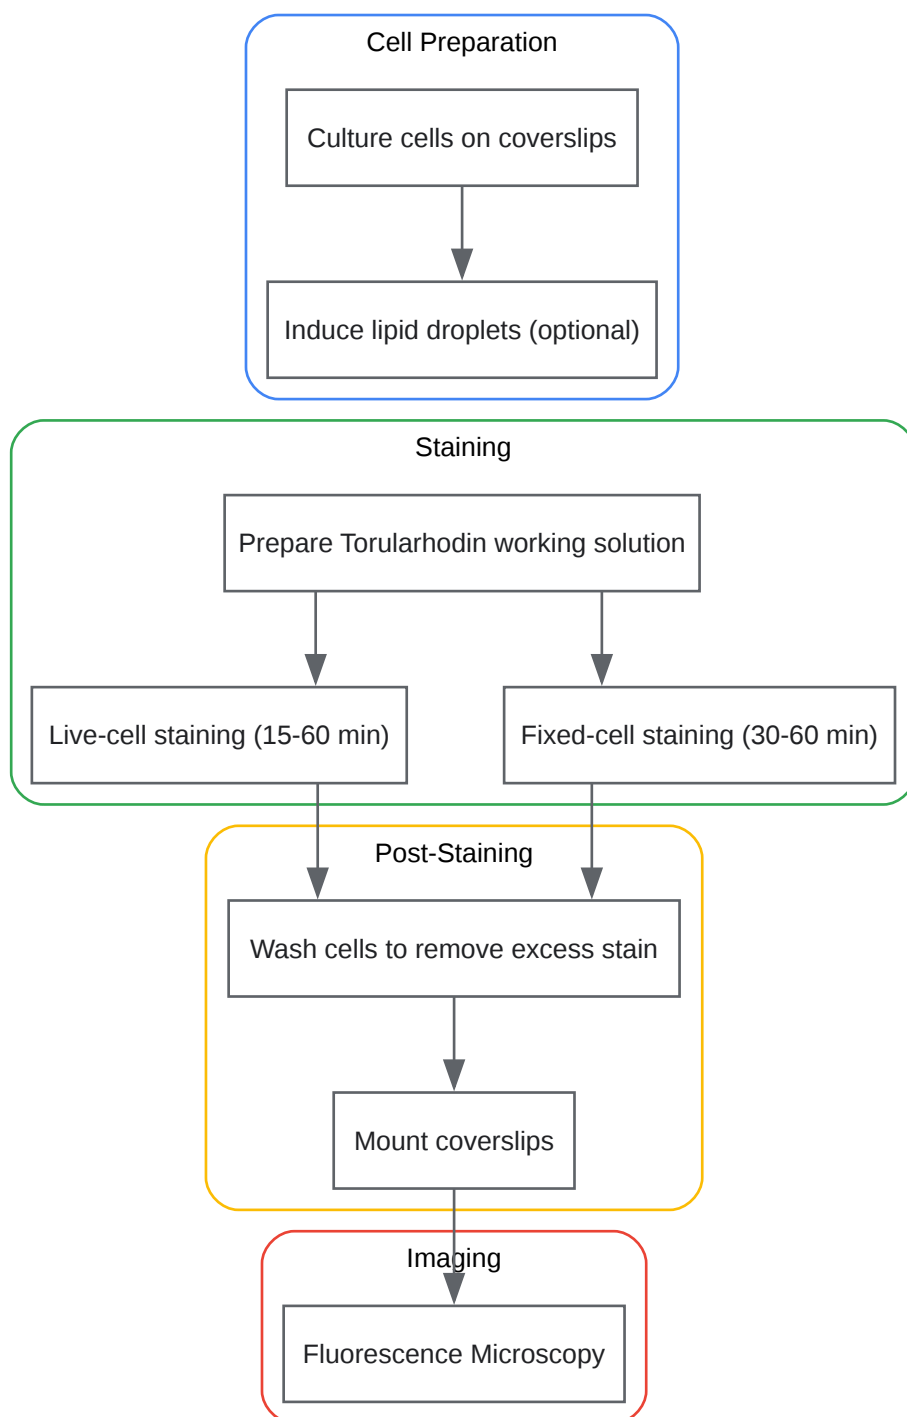 Cell Preparation
Culture cells on coverslips
Induce lipid droplets (optional)
Staining
Prepare Torularhodin working solution
Live-cell staining (15-60 min)
Fixed-cell staining (30-60 min)
Post-Staining
Wash cells to remove excess stain
Mount coverslips
Imaging
Fluorescence Microscopy